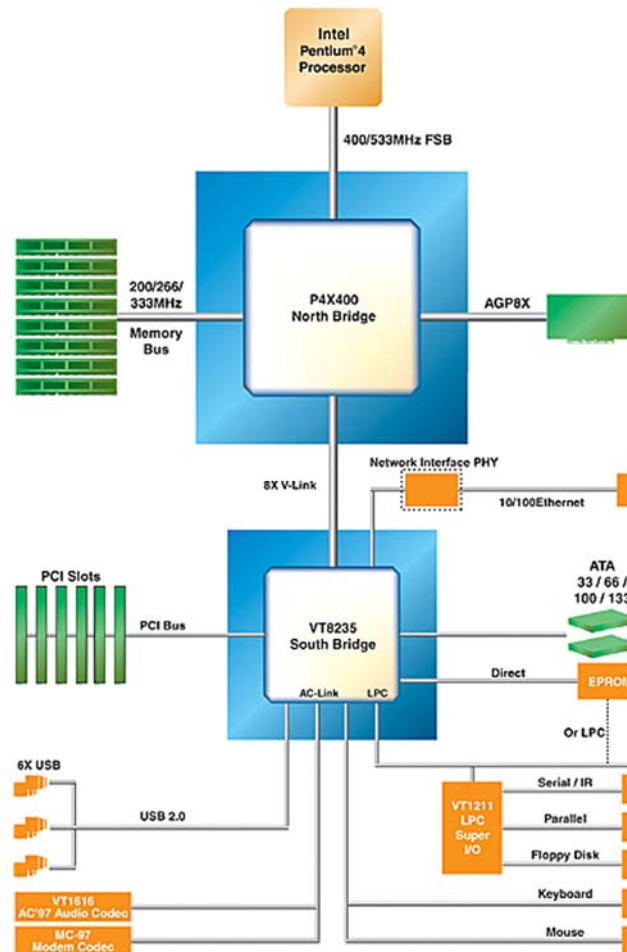 Intel
Pentium®4
Processor
400/533MHz FSB
200/266/
333MHz
Memory
Bus
P4X400
North Bridge
AGP8X
8X V-Link
Network Interface PHY
10/100Ethernet
PCI Slots
PCI Bus
VT8235
South Bridge
AC-Link
LPC
ATA
33 / 66 /
100 / 133
Direct
EPROM
Or LPC
6X USB
USB 2.0
VT1211
LPC
Super
I/O
Serial / IR
Parallel
Floppy Disk
Keyboard
Mouse
VT1616
AC'97 Audio Codec
MC-97
Modem Codec